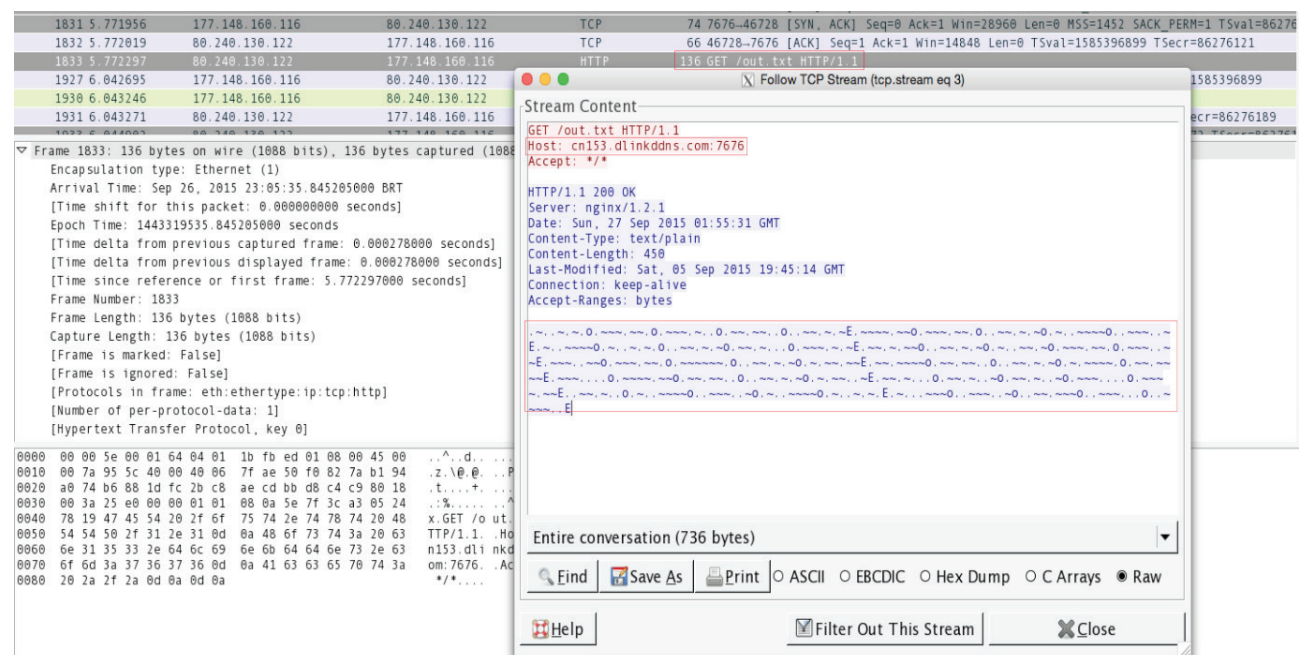 1831 5.771956 177.148.160.116 80.240.130.122 TCP 74 7676→46728 [SYN, ACK] Seq=0 Ack=1 Win=28960 Len=0 MSS=1452 SACK_PERM=1 TSval=86276
1832 5.772019 80.240.130.122 177.148.160.116 TCP 66 46728→7676 [ACK] Seq=1 Ack=1 Win=14848 Len=0 TSval=1585396899 TSecr=86276121
1833 5.772297 80.240.130.122 177.148.160.116 HTTP 136 GET /out.txt HTTP/1.1
1927 6.042695 177.148.160.116 80.240.130.122 1585396899
1930 6.043246 177.148.160.116 80.240.130.122
1931 6.043271 80.240.130.122 177.148.160.116 ecr=86276189
Frame 1833: 136 bytes on wire (1088 bits), 136 bytes captured (1088
Encapsulation type: Ethernet (1)
Arrival Time: Sep 26, 2015 23:05:35.845205000 BRT
[Time shift for this packet: 0.000000000 seconds]
Epoch Time: 1443319535.845205000 seconds
[Time delta from previous captured frame: 0.000278000 seconds]
[Time delta from previous displayed frame: 0.000278000 seconds]
[Time since reference or first frame: 5.772297000 seconds]
Frame Number: 1833
Frame Length: 136 bytes (1088 bits)
Capture Length: 136 bytes (1088 bits)
[Frame is marked: False]
[Frame is ignored: False]
[Protocols in frame: eth:ethertype:ip:tcp:http]
[Number of per-protocol-data: 1]
[Hypertext Transfer Protocol, key 0]
0000 00 00 5e 00 01 64 04 01 1b fb ed 01 08 00 45 00 ..^..d.. ....
0010 00 7a 95 5c 40 00 40 06 7f ae 50 f0 82 7a b1 94 .z.\@.@. ..P
0020 a0 74 b6 88 1d fc 2b c8 ae cd bb d8 c4 c9 80 18 .t....+. ...
0030 00 3a 25 e0 00 00 01 01 08 0a 5e 7f 3c a3 05 24 .:%..... ..^
0040 78 19 47 45 54 20 2f 6f 75 74 2e 74 78 74 20 48 x.GET /o ut.
0050 54 54 50 2f 31 2e 31 0d 0a 48 6f 73 74 3a 20 63 TTP/1.1. .Ho
0060 6e 31 35 33 2e 64 6c 69 6e 6b 64 64 6e 73 2e 63 n153.dli nkd
0070 6f 6d 3a 37 36 37 36 0d 0a 41 63 63 65 70 74 3a om:7676. .Ac
0080 20 2a 2f 2a 0d 0a 0d 0a */*....
Follow TCP Stream (tcp.stream eq 3)
Stream Content
GET /out.txt HTTP/1.1
Host: cn153.dlinkddns.com:7676
Accept: */*
HTTP/1.1 200 OK
Server: nginx/1.2.1
Date: Sun, 27 Sep 2015 01:55:31 GMT
Content-Type: text/plain
Content-Length: 450
Last-Modified: Sat, 05 Sep 2015 19:45:14 GMT
Connection: keep-alive
Accept-Ranges: bytes
Entire conversation (736 bytes)
Find Save As Print ASCII EBCDIC Hex Dump C Arrays Raw
Help Filter Out This Stream Close